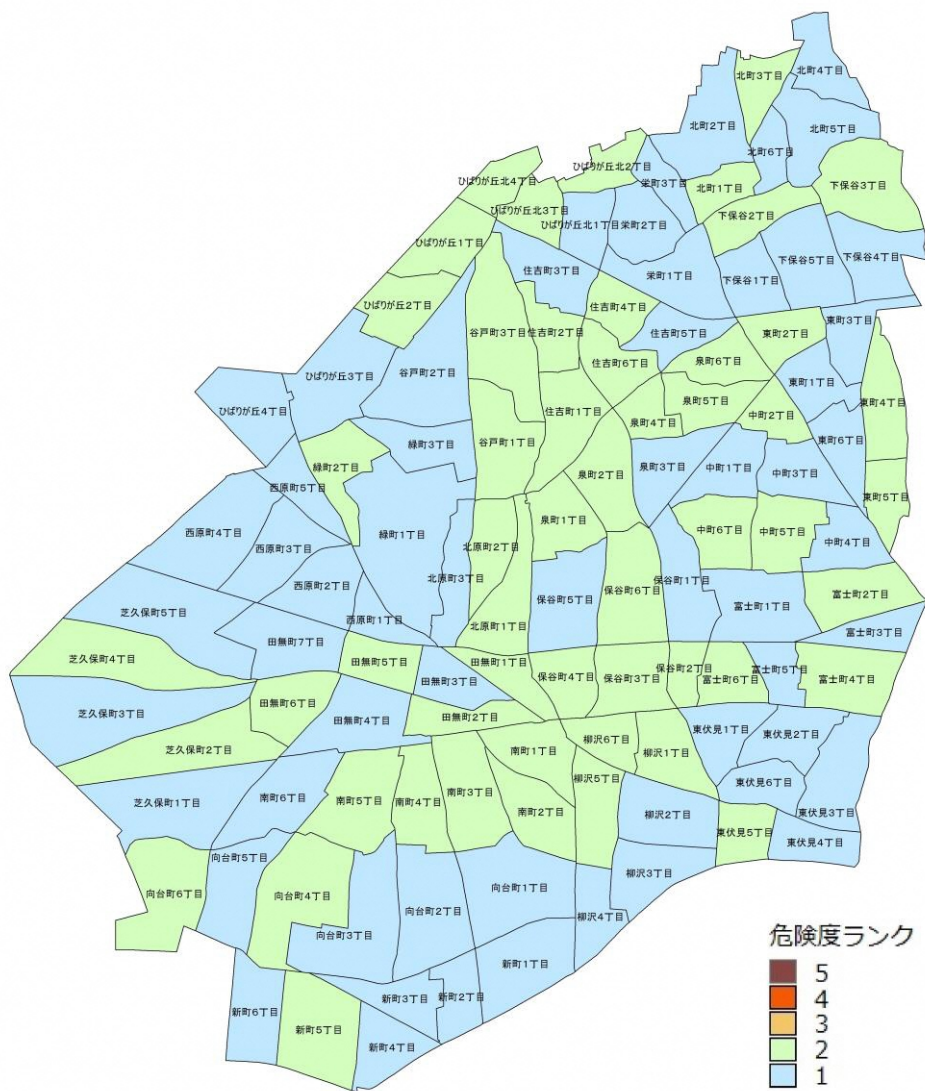 北町4丁目
北町3丁目
北町2丁目
北町5丁目
北町6丁目
ひばりが丘北2丁目
ひばりが丘北4丁目
栄町3丁目
北町1丁目
下保谷3丁目
ひばりが丘北3丁目
下保谷2丁目
ひばりが丘北1丁目
栄町2丁目
ひばりが丘1丁目
下保谷4丁目
下保谷5丁目
住吉町3丁目
栄町1丁目
下保谷1丁目
ひばりが丘2丁目
住吉町4丁目
東町3丁目
谷戸町3丁目
住吉町2丁目
住吉町5丁目
東町2丁目
住吉町6丁目
泉町6丁目
ひばりが丘3丁目
谷戸町2丁目
東町1丁目
東町4丁目
泉町5丁目
ひばりが丘4丁目
住吉町1丁目
中町2丁目
泉町4丁目
緑町3丁目
谷戸町1丁目
東町6丁目
緑町2丁目
泉町3丁目
中町1丁目
中町3丁目
泉町2丁目
西原町5丁目
東町5丁目
泉町1丁目
中町6丁目
中町5丁目
西原町4丁目
緑町1丁目
中町4丁目
西原町3丁目
北原町2丁目
北原町3丁目
保谷町1丁目
西原町2丁目
保谷町6丁目
富士町2丁目
保谷町5丁目
芝久保町5丁目
富士町1丁目
西原町1丁目
北原町1丁目
富士町3丁目
田無町7丁目
芝久保町4丁目
田無町5丁目
田無町1丁目
保谷町2丁目
富士町5丁目
田無町3丁目
保谷町4丁目
保谷町3丁目
富士町6丁目
富士町4丁目
田無町6丁目
芝久保町3丁目
田無町4丁目
田無町2丁目
東伏見1丁目
東伏見2丁目
芝久保町2丁目
南町1丁目
柳沢6丁目
柳沢1丁目
南町3丁目
柳沢5丁目
東伏見6丁目
芝久保町1丁目
南町6丁目
南町5丁目
南町4丁目
南町2丁目
柳沢2丁目
東伏見3丁目
東伏見5丁目
東伏見4丁目
向台町5丁目
柳沢3丁目
向台町6丁目
向台町4丁目
向台町1丁目
向台町2丁目
柳沢4丁目
向台町3丁目
新町1丁目
新町3丁目
新町2丁目
新町6丁目
新町5丁目
新町4丁目
危険度ランク
5
4
3
2
1